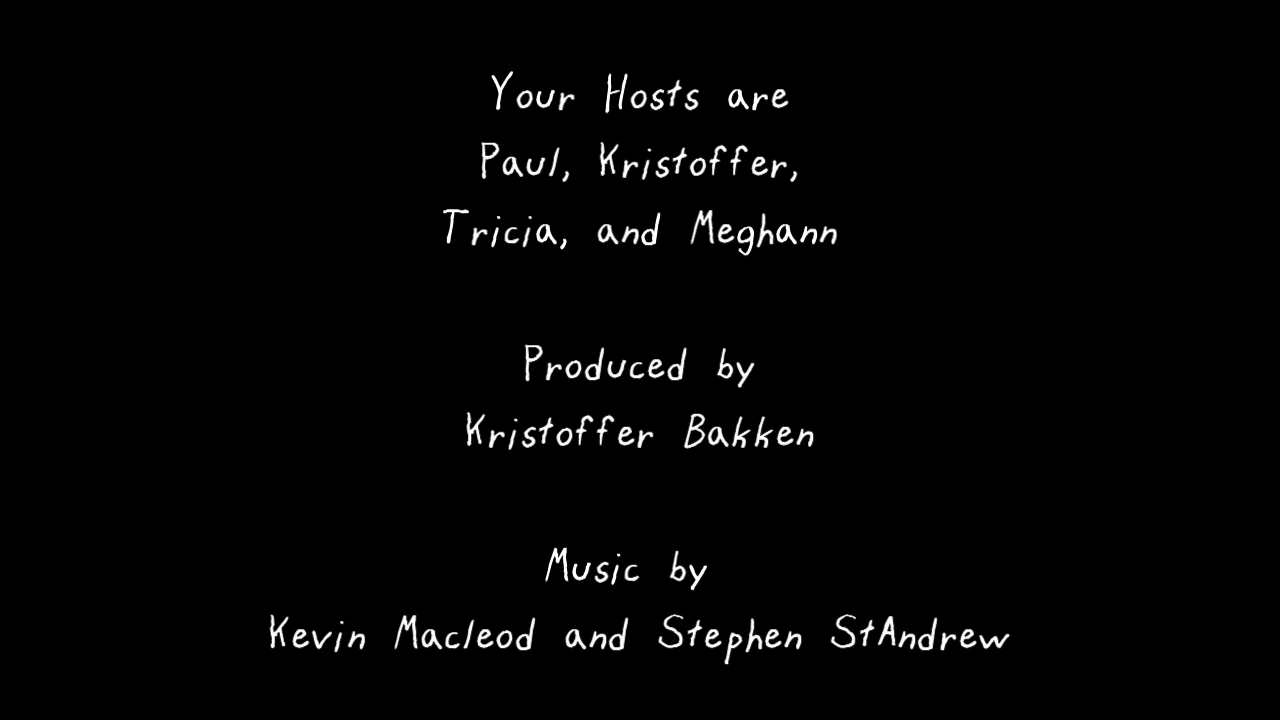 Your Hosts are
Paul, Kristoffer,
Tricia, and Meghann
Produced by
Kristoffer Bakken
Music by
Kevin Macleod and Stephen StAndrew